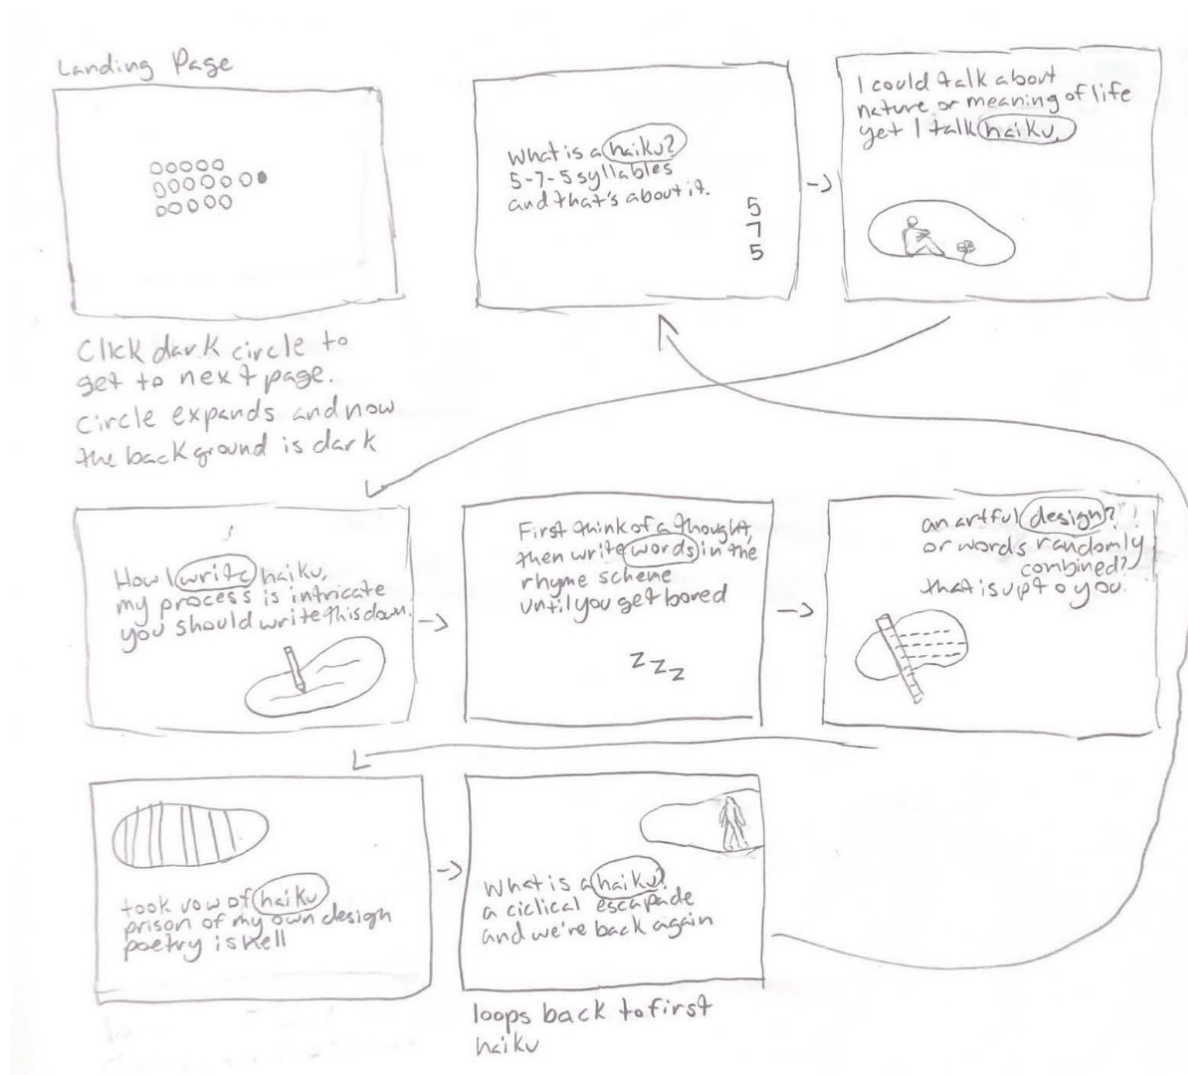 Landing Page
Click dark circle to
get to next page.
circle expands and now
the background is dark
What is a haiku?
5-7-5 syllables
and that's about it.
5
7
5
I could talk about
nature or meaning of life
yet I talk haiku,
How I write haiku,
my process is intricate
you should write this down.
First think of a thought,
then write words in the
rhyme scheme
until you get bored
z z z
an artful design?
or words randomly
combined?
that is up to you.
took vow of haiku
prison of my own design
poetry is hell
What is a haiku?
a ciclical escapade
and we're back again
loops back to first
haiku